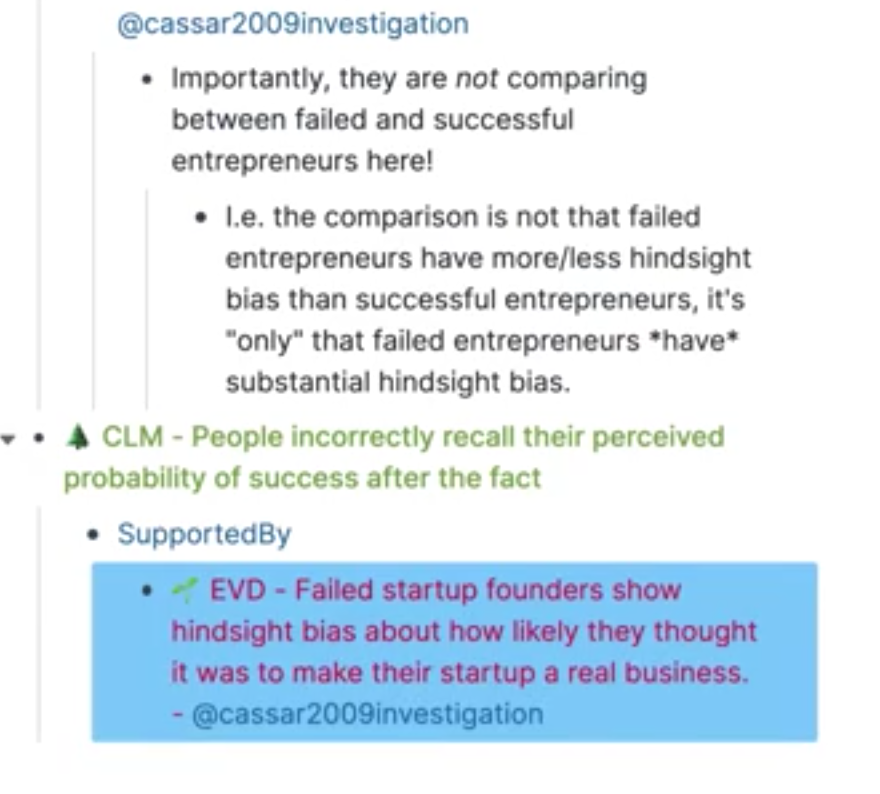 @cassar2009investigation
• Importantly, they are not comparing
between failed and successful
entrepreneurs here!
• I.e. the comparison is not that failed
entrepreneurs have more/less hindsight
bias than successful entrepreneurs, it's
"only" that failed entrepreneurs *have*
substantial hindsight bias.
• 🌲 CLM - People incorrectly recall their perceived
probability of success after the fact
• SupportedBy
• 🌱 EVD - Failed startup founders show
hindsight bias about how likely they thought
it was to make their startup a real business.
- @cassar2009investigation